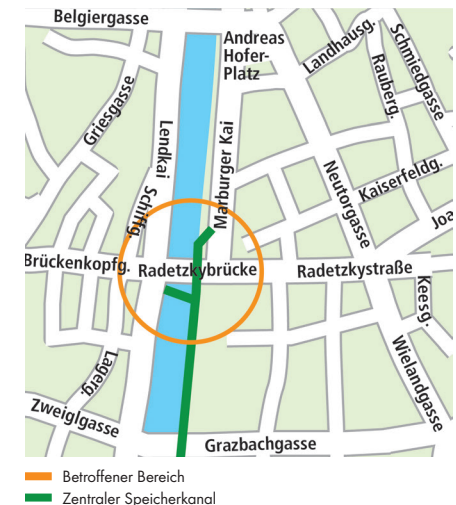 Belgiergasse
Andreas
Hofer-
Platz
Landhausg.
Schmiedgasse
Rauberg.
Griesgasse
Lendkai
Schiffg.
Marburger Kai
Neutorgasse
Kaiserfeldg.
Joa
Brückenkopfg.
Radetzkybrücke
Radetzkystraße
Keesg.
Lagerg.
Wielandgasse
Zweiglgasse
Grazbachgasse
Betroffener Bereich
Zentraler Speicherkanal